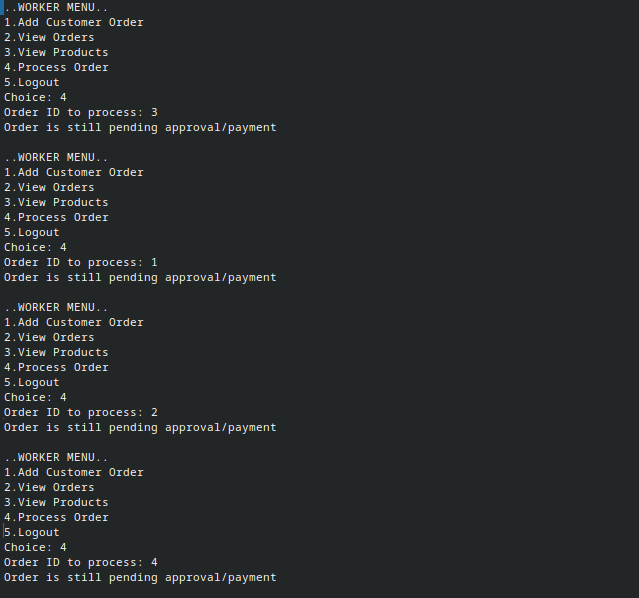 ..WORKER MENU..
1.Add Customer Order
2.View Orders
3.View Products
4.Process Order
5.Logout
Choice: 4
Order ID to process: 3
Order is still pending approval/payment
..WORKER MENU..
1.Add Customer Order
2.View Orders
3.View Products
4.Process Order
5.Logout
Choice: 4
Order ID to process: 1
Order is still pending approval/payment
..WORKER MENU..
1.Add Customer Order
2.View Orders
3.View Products
4.Process Order
5.Logout
Choice: 4
Order ID to process: 2
Order is still pending approval/payment
..WORKER MENU..
1.Add Customer Order
2.View Orders
3.View Products
4.Process Order
5.Logout
Choice: 4
Order ID to process: 4
Order is still pending approval/payment